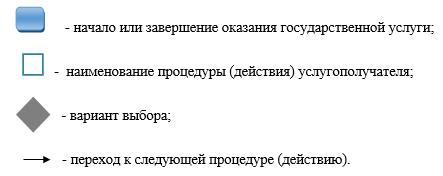 - начало или завершение оказания государственной услуги;
- наименование процедуры (действия) услугополучателя;
- вариант выбора;
- переход к следующей процедуре (действию).